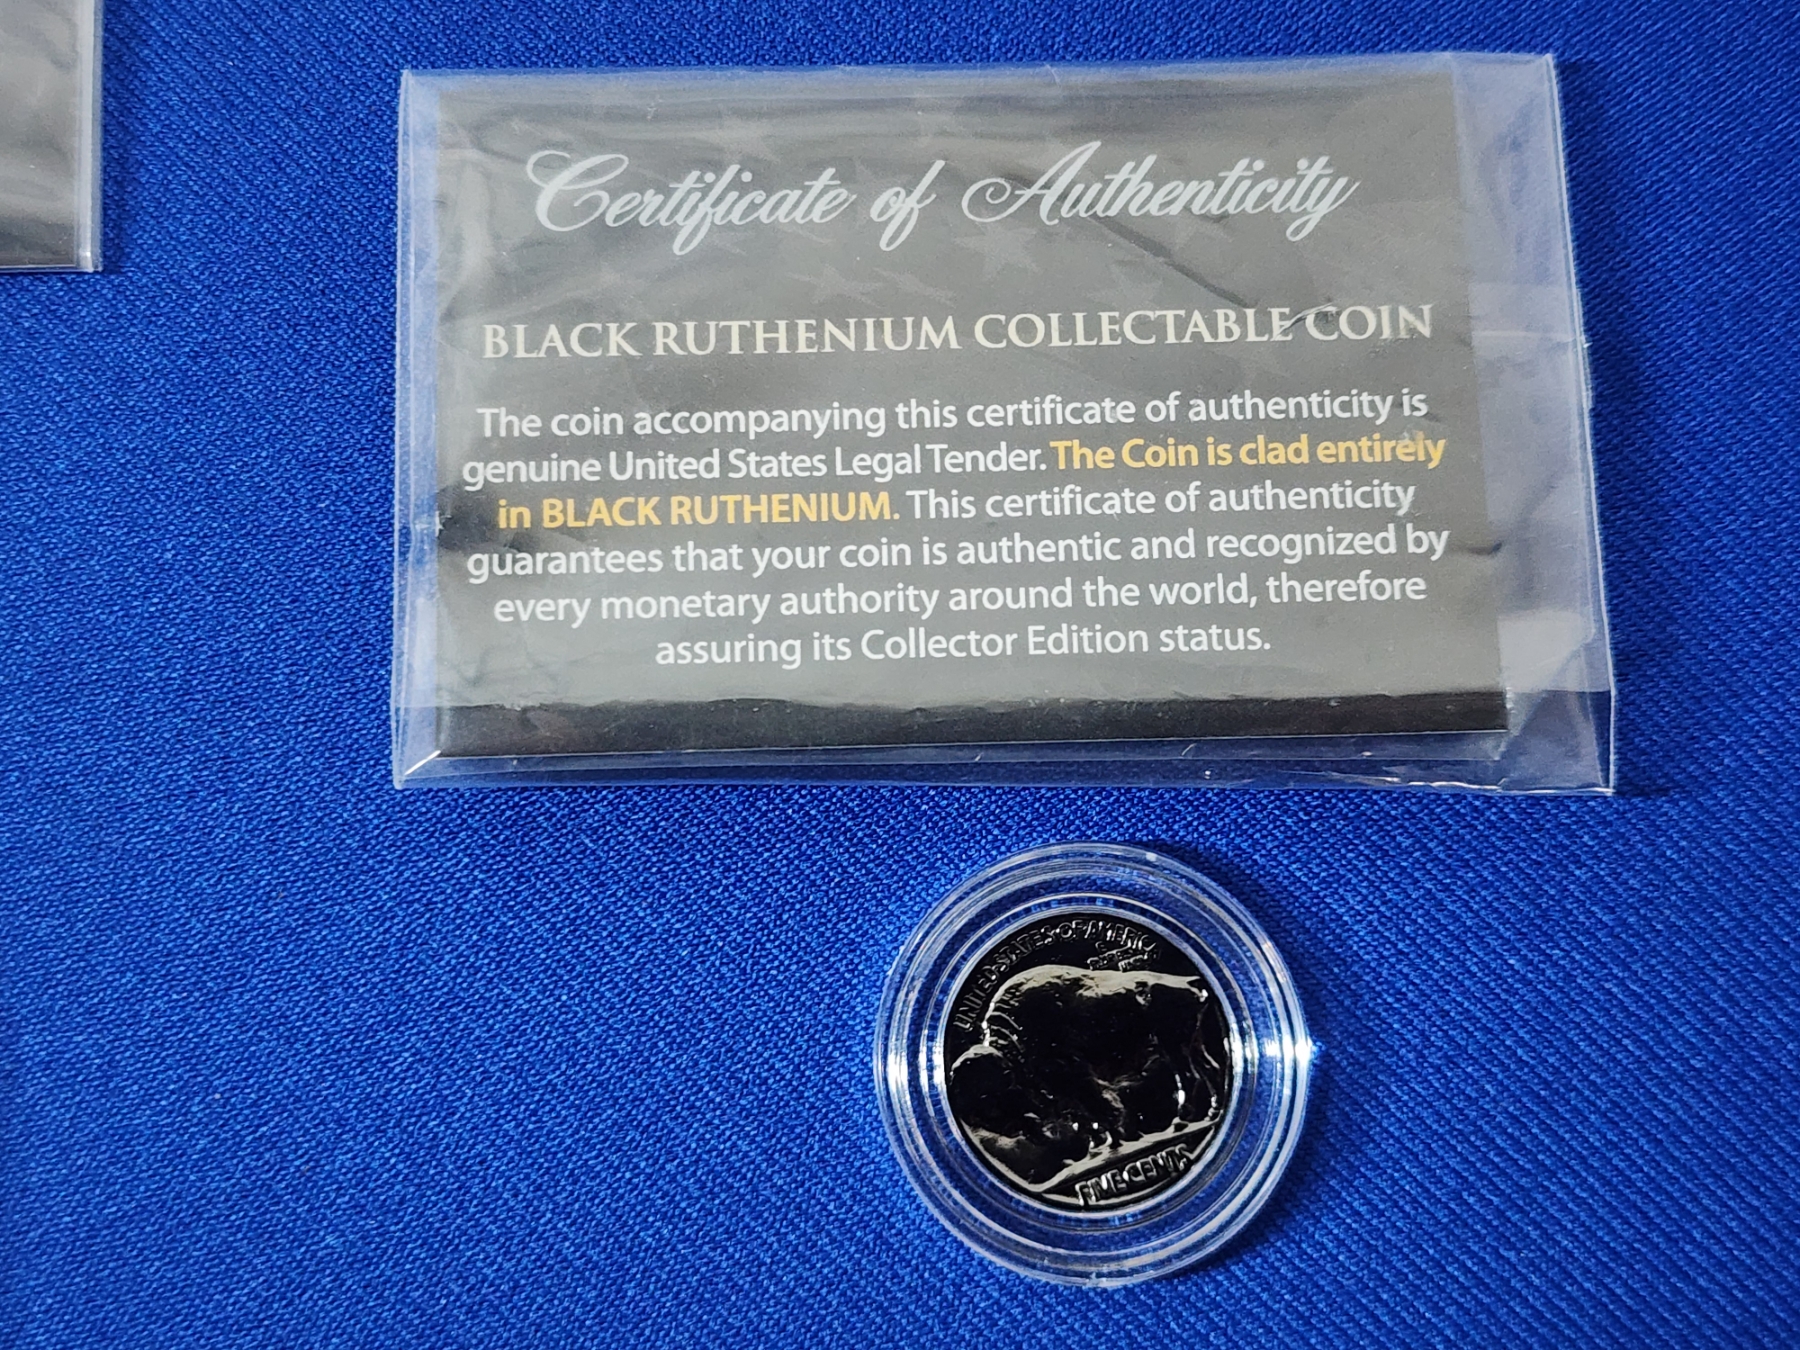 Certificate of Authenticity
BLACK RUTHENIUM COLLECTABLE COIN
The coin accompanying this certificate of authenticity is
genuine United States Legal Tender. The Coin is clad entirely
in BLACK RUTHENIUM. This certificate of authenticity
guarantees that your coin is authentic and recognized by
every monetary authority around the world, therefore
assuring its Collector Edition status.
UNITED STATES OF AMERICA
FIVE CENTS